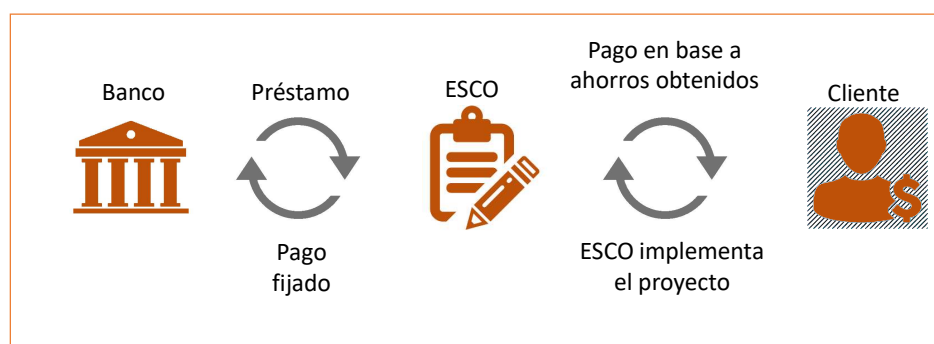 Banco
Préstamo
ESCO
Pago en base a
ahorros obtenidos
Cliente
Pago
fijado
ESCO implementa
el proyecto
$